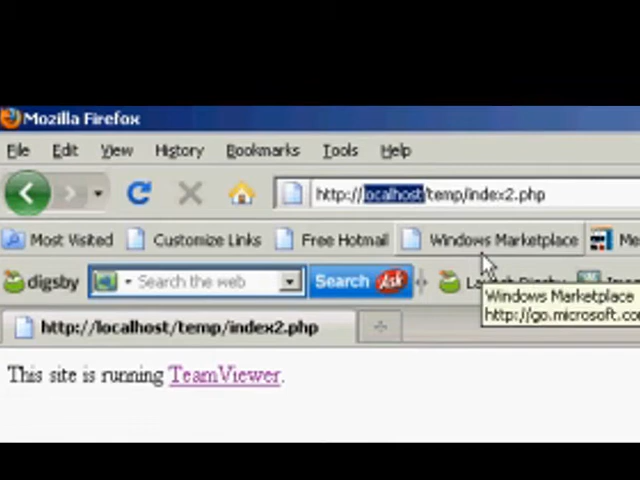 Mozilla Firefox
File Edit View History Bookmarks Tools Help
http://localhost/temp/index2.php
Most Visited Customize Links Free Hotmail Windows Marketplace
digsby Search the web Search Ask
Windows Marketplace
http://go.microsoft.co
http://localhost/temp/index2.php
This site is running TeamViewer.